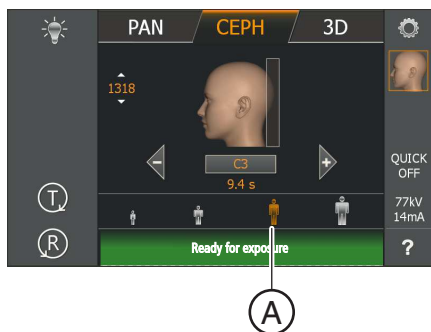 PAN
CEPH
3D
1318
C3
9.4 s
QUICK
OFF
77kV
14mA
T
R
Ready for exposure
?
A